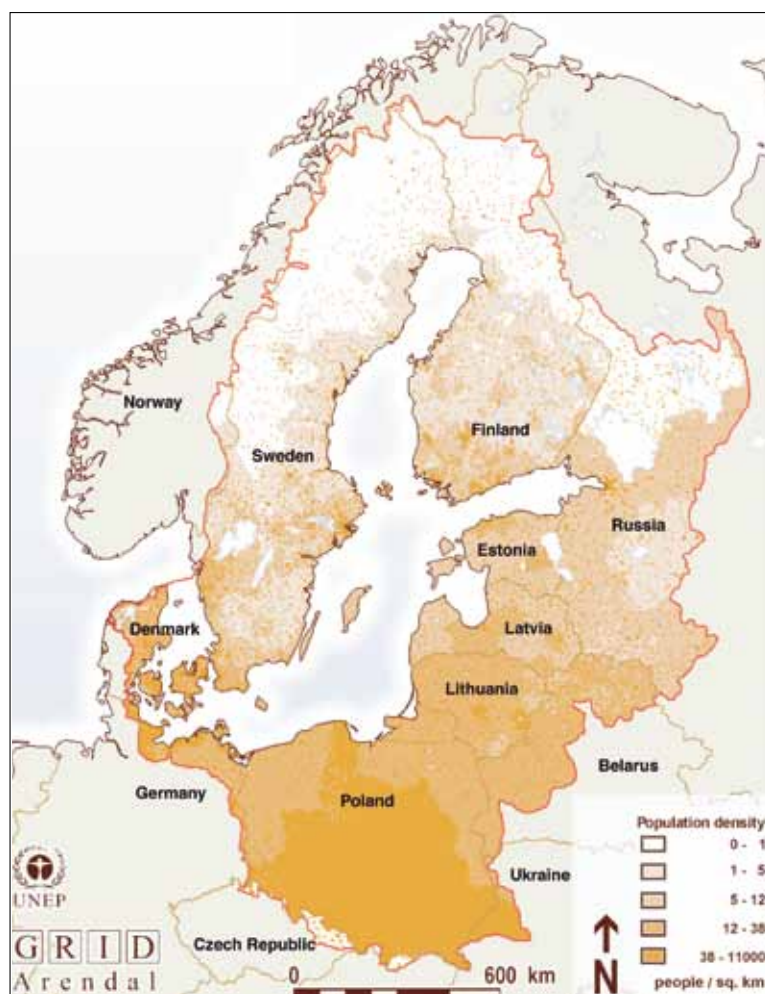 Norway
Finland
Sweden
Russia
Estonia
Denmark
Latvia
Lithuania
Belarus
Germany
Poland
Population density
0 - 1
1 - 5
5 - 12
12 - 38
38 - 11000
people / sq. km
Ukraine
UNEP
GRID
Arendal
Czech Republic
0 600 km
N